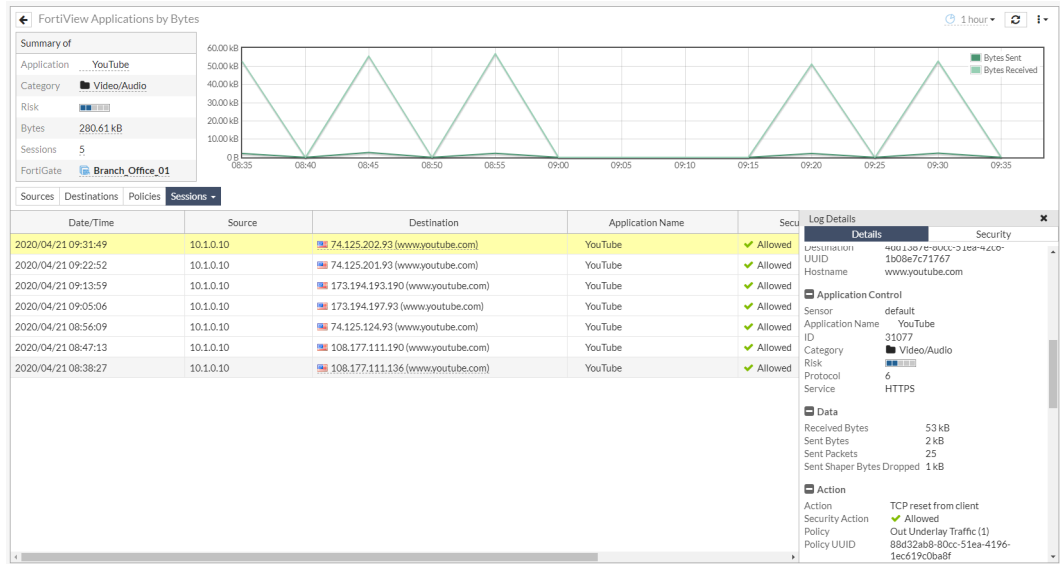 FortiView Applications by Bytes
1 hour
Summary of
Application YouTube
Category Video/Audio
Risk
Bytes 280.61 kB
Sessions 5
FortiGate Branch_Office_01
60.00 kB
50.00 kB
40.00 kB
30.00 kB
20.00 kB
10.00 kB
0 B
08:35 08:40 08:45 08:50 08:55 09:00 09:05 09:10 09:15 09:20 09:25 09:30 09:35
Bytes Sent
Bytes Received
Sources Destinations Policies Sessions
Date/Time Source Destination Application Name Secu
2020/04/21 09:31:49 10.1.0.10 74.125.202.93 (www.youtube.com) YouTube Allowed
2020/04/21 09:22:52 10.1.0.10 74.125.201.93 (www.youtube.com) YouTube Allowed
2020/04/21 09:13:59 10.1.0.10 173.194.193.190 (www.youtube.com) YouTube Allowed
2020/04/21 09:05:06 10.1.0.10 173.194.197.93 (www.youtube.com) YouTube Allowed
2020/04/21 08:56:09 10.1.0.10 74.125.124.93 (www.youtube.com) YouTube Allowed
2020/04/21 08:47:13 10.1.0.10 108.177.111.190 (www.youtube.com) YouTube Allowed
2020/04/21 08:38:27 10.1.0.10 108.177.111.136 (www.youtube.com) YouTube Allowed
Log Details
Details Security
Destination 4dd1387e-80cc-51ea-42c6-
UUID 1b08e7c71767
Hostname www.youtube.com
Application Control
Sensor default
Application Name YouTube
ID 31077
Category Video/Audio
Risk
Protocol 6
Service HTTPS
Data
Received Bytes 53 kB
Sent Bytes 2 kB
Sent Packets 25
Sent Shaper Bytes Dropped 1 kB
Action
Action TCP reset from client
Security Action Allowed
Policy Out Underlay Traffic (1)
Policy UUID 88d32ab8-80cc-51ea-4196-
1ec619c0ba8f